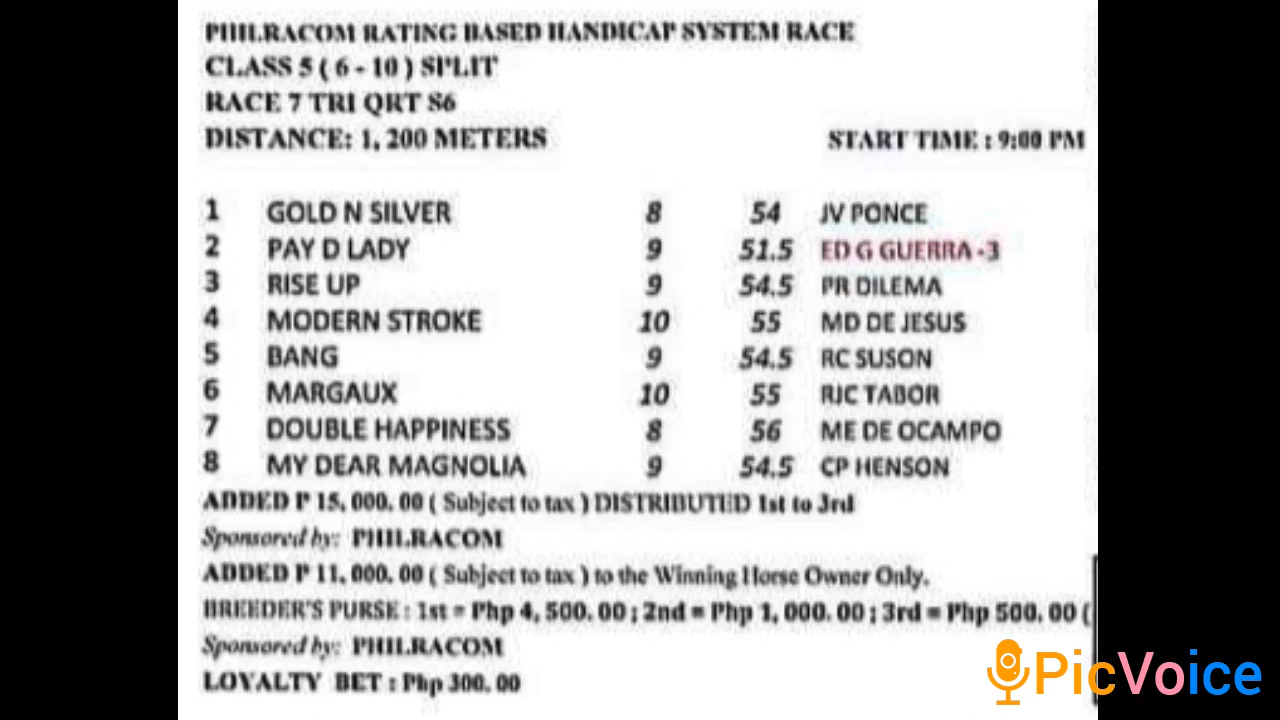 PHILRACOM RATING BASED HANDICAP SYSTEM RACE
CLASS 5 ( 6 - 10 ) SPLIT
RACE 7 TRI QRT S6
DISTANCE: 1, 200 METERS START TIME : 9:00 PM
1 GOLD N SILVER 8 54 JV PONCE
2 PAY D LADY 9 51.5 ED G GUERRA -3
3 RISE UP 9 54.5 PR DILEMA
4 MODERN STROKE 10 55 MD DE JESUS
5 BANG 9 54.5 RC SUSON
6 MARGAUX 10 55 RJC TABOR
7 DOUBLE HAPPINESS 8 56 ME DE OCAMPO
8 MY DEAR MAGNOLIA 9 54.5 CP HENSON
ADDED P 15, 000. 00 ( Subject to tax ) DISTRIBUTED 1st to 3rd
Sponsored by: PHILRACOM
ADDED P 11, 000. 00 ( Subject to tax ) to the Winning Horse Owner Only.
BREEDER'S PURSE : 1st = Php 4, 500. 00 ; 2nd = Php 1, 000. 00 ; 3rd = Php 500. 00 (
Sponsored by: PHILRACOM
LOYALTY BET : Php 300. 00
PicVoice